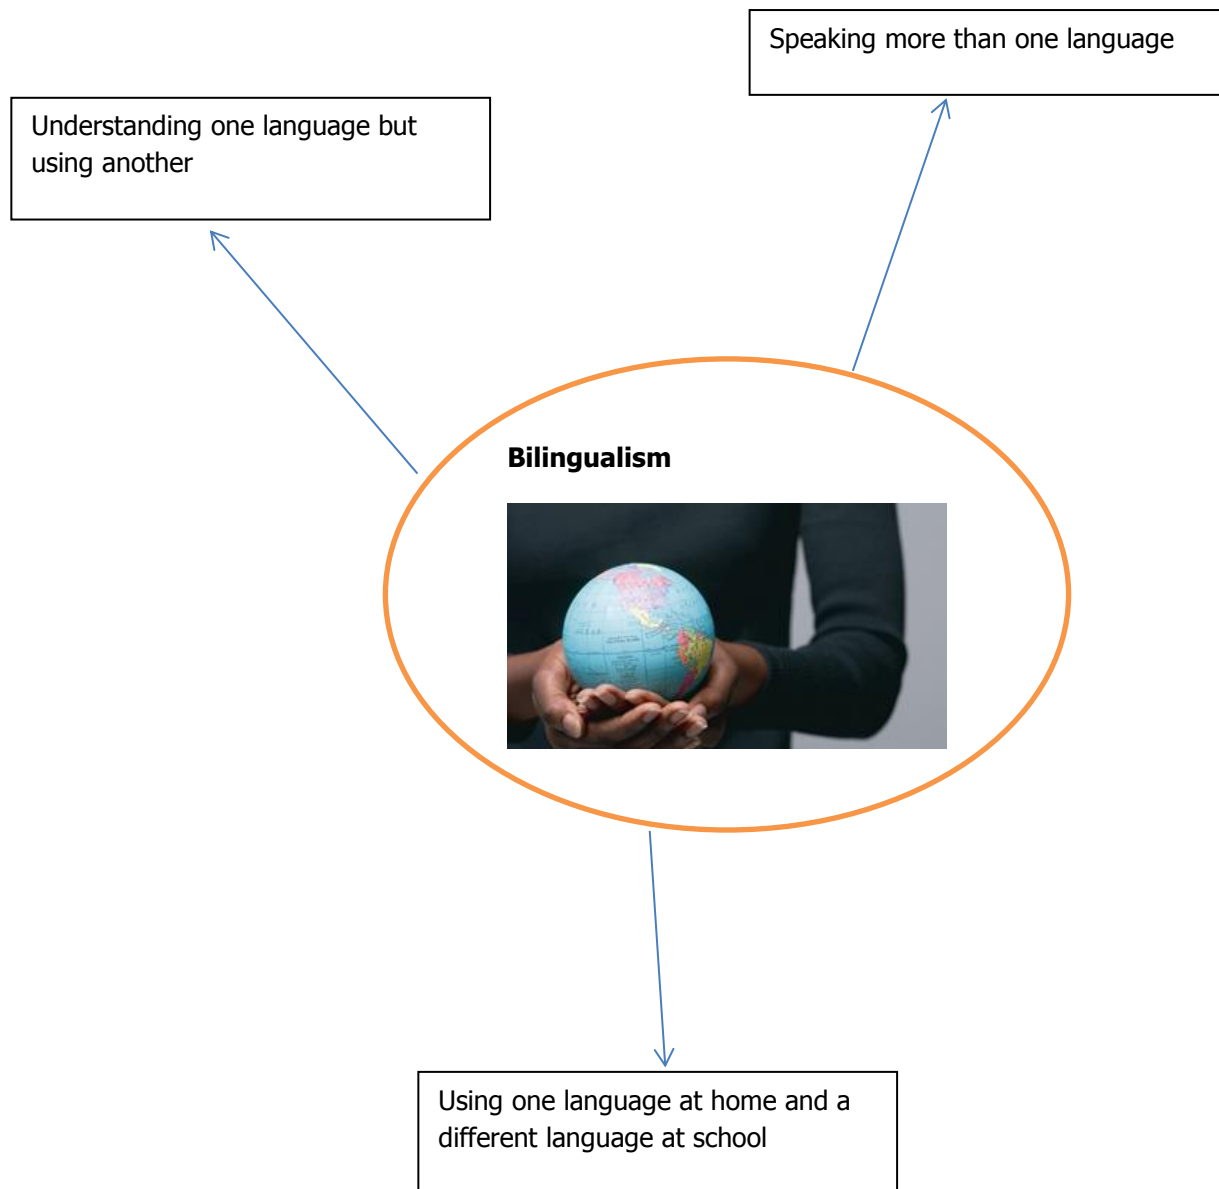 Speaking more than one language
Understanding one language but
using another
Bilingualism
Using one language at home and a
different language at school